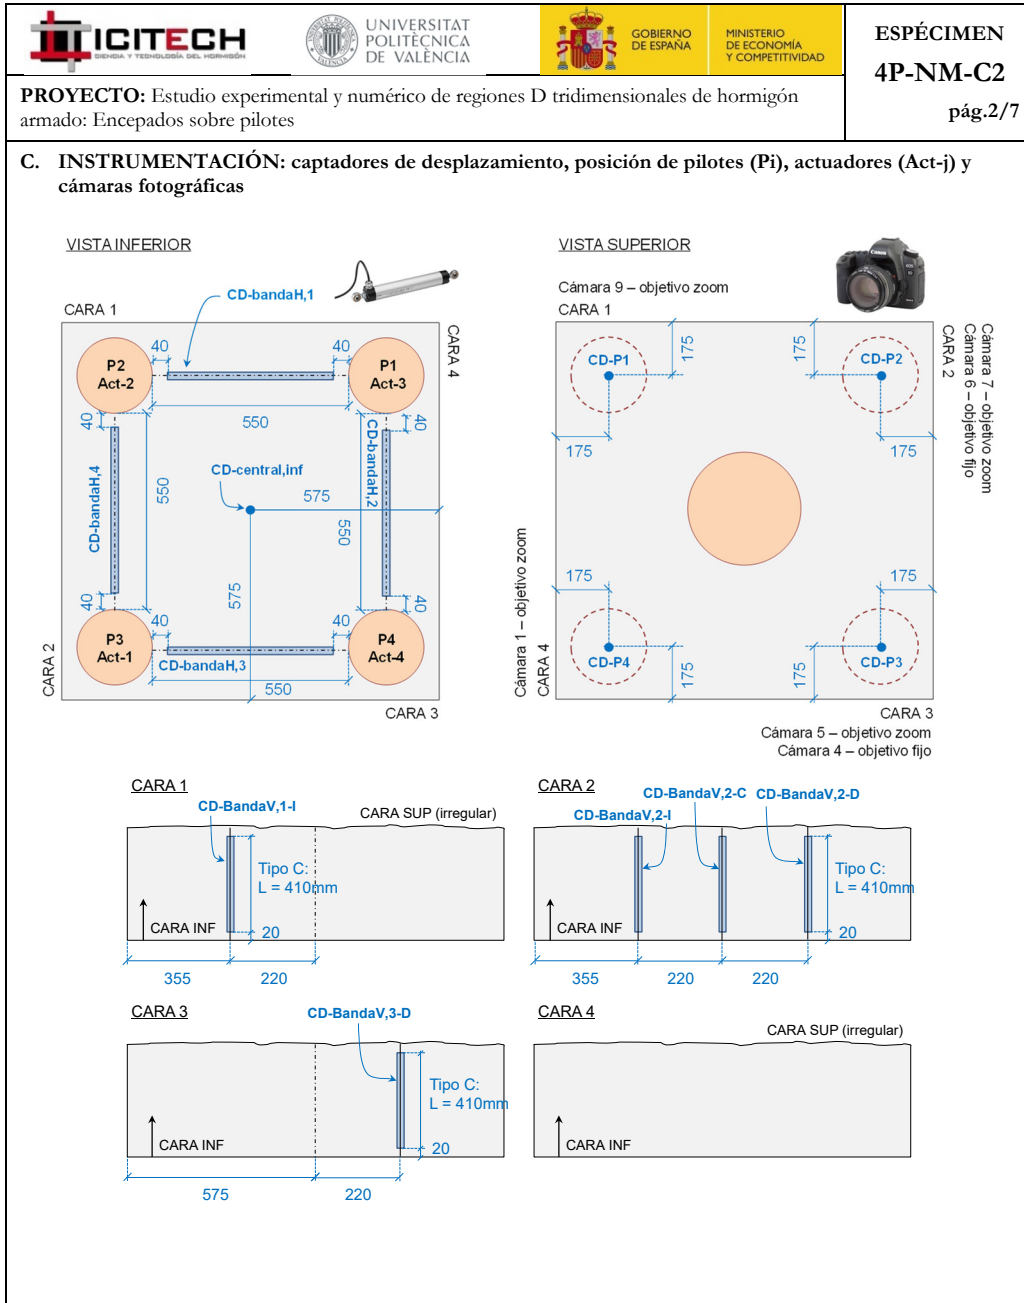 ICITECH
CIENCIA Y TECNOLOGÍA DEL HORMIGÓN
UNIVERSITAT
POLITÈCNICA
DE VALÈNCIA
GOBIERNO
DE ESPAÑA
MINISTERIO
DE ECONOMÍA
Y COMPETITIVIDAD
ESPÉCIMEN
4P-NM-C2
pág.2/7
PROYECTO: Estudio experimental y numérico de regiones D tridimensionales de hormigón
armado: Encepados sobre pilotes
C. INSTRUMENTACIÓN: captadores de desplazamiento, posición de pilotes (Pi), actuadores (Act-j) y
cámaras fotográficas
VISTA INFERIOR
CD-bandaH,1
CARA 1
CARA 4
P2
Act-2
40
40
P1
Act-3
550
40
40
CD-bandaH,4
550
CD-central,inf
575
CD-bandaH,2
550
575
40
40
P3
Act-1
40
40
P4
Act-4
CD-bandaH,3
550
CARA 2
CARA 3
VISTA SUPERIOR
Canon
Cámara 9 – objetivo zoom
CARA 1
CARA 2
Cámara 7 – objetivo zoom
Cámara 6 – objetivo fijo
CD-P1
175
175
CD-P2
175
175
Cámara 1 – objetivo zoom
CARA 4
175
175
CD-P4
175
175
CD-P3
CARA 3
Cámara 5 – objetivo zoom
Cámara 4 – objetivo fijo
CARA 1
CD-BandaV,1-I
CARA SUP (irregular)
Tipo C:
L = 410mm
CARA INF
20
355
220
CARA 2
CD-BandaV,2-C
CD-BandaV,2-D
CD-BandaV,2-I
Tipo C:
L = 410mm
CARA INF
20
355
220
220
CARA 3
CD-BandaV,3-D
Tipo C:
L = 410mm
CARA INF
20
575
220
CARA 4
CARA SUP (irregular)
CARA INF